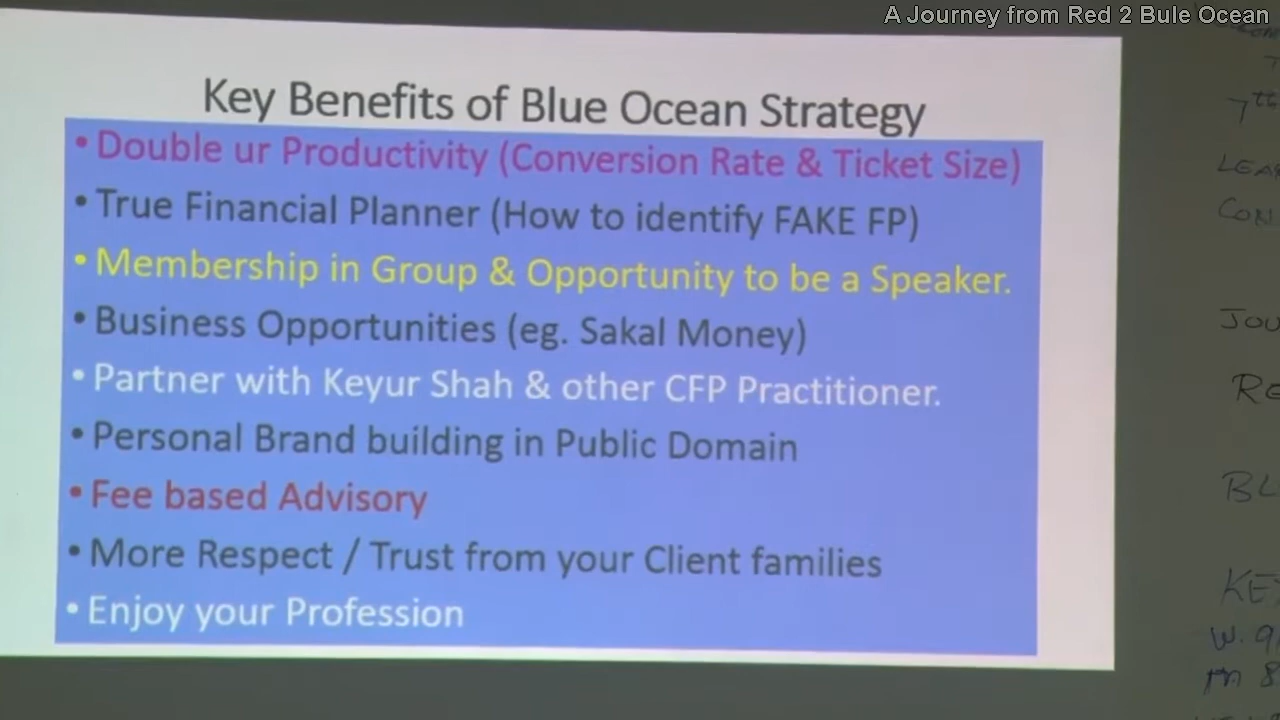 A Journey from Red 2 Bule Ocean
Key Benefits of Blue Ocean Strategy
• Double ur Productivity (Conversion Rate & Ticket Size)
• True Financial Planner (How to identify FAKE FP)
• Membership in Group & Opportunity to be a Speaker.
• Business Opportunities (eg. Sakal Money)
• Partner with Keyur Shah & other CFP Practitioner.
• Personal Brand building in Public Domain
• Fee based Advisory
• More Respect / Trust from your Client families
• Enjoy your Profession
7th